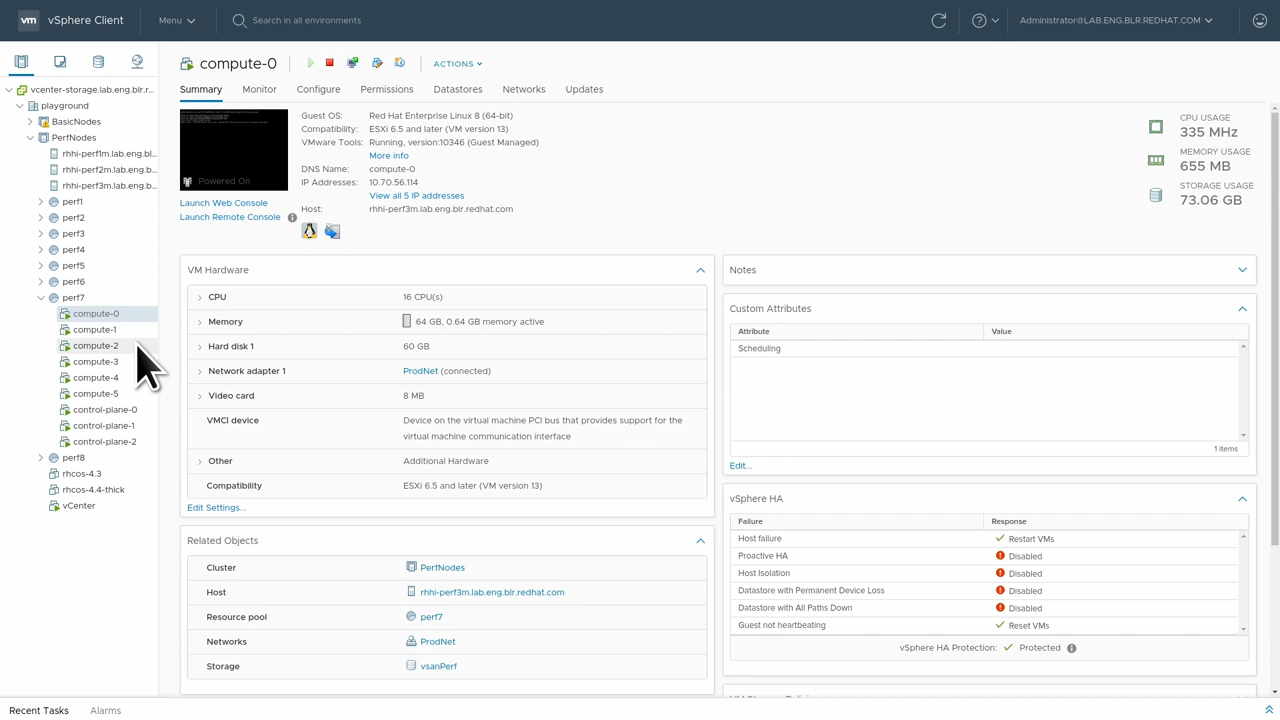 vm vSphere Client Menu Search in all environments Administrator@LAB.ENG.BLR.REDHAT.COM
vcenter-storage.lab.eng.blr.r...
playground
BasicNodes
PerfNodes
rhhi-perf1m.lab.eng.bl...
rhhi-perf2m.lab.eng.b...
rhhi-perf3m.lab.eng.b...
perf1
perf2
perf3
perf4
perf5
perf6
perf7
compute-0
compute-1
compute-2
compute-3
compute-4
compute-5
control-plane-0
control-plane-1
control-plane-2
perf8
rhcos-4.3
rhcos-4.4-thick
vCenter
compute-0 ACTIONS
Summary Monitor Configure Permissions Datastores Networks Updates
Powered On
Launch Web Console
Launch Remote Console
Guest OS: Red Hat Enterprise Linux 8 (64-bit)
Compatibility: ESXi 6.5 and later (VM version 13)
VMware Tools: Running, version:10346 (Guest Managed)
More info
DNS Name: compute-0
IP Addresses: 10.70.56.114
View all 5 IP addresses
Host: rhhi-perf3m.lab.eng.blr.redhat.com
CPU USAGE
335 MHz
MEMORY USAGE
655 MB
STORAGE USAGE
73.06 GB
VM Hardware
CPU 16 CPU(s)
Memory 64 GB, 0.64 GB memory active
Hard disk 1 60 GB
Network adapter 1 ProdNet (connected)
Video card 8 MB
VMCI device Device on the virtual machine PCI bus that provides support for the
virtual machine communication interface
Other Additional Hardware
Compatibility ESXi 6.5 and later (VM version 13)
Edit Settings...
Related Objects
Cluster PerfNodes
Host rhhi-perf3m.lab.eng.blr.redhat.com
Resource pool perf7
Networks ProdNet
Storage vsanPerf
Notes
Custom Attributes
Attribute Value
Scheduling
1 items
Edit...
vSphere HA
Failure Response
Host failure Restart VMs
Proactive HA Disabled
Host Isolation Disabled
Datastore with Permanent Device Loss Disabled
Datastore with All Paths Down Disabled
Guest not heartbeating Reset VMs
vSphere HA Protection: Protected
Recent Tasks Alarms